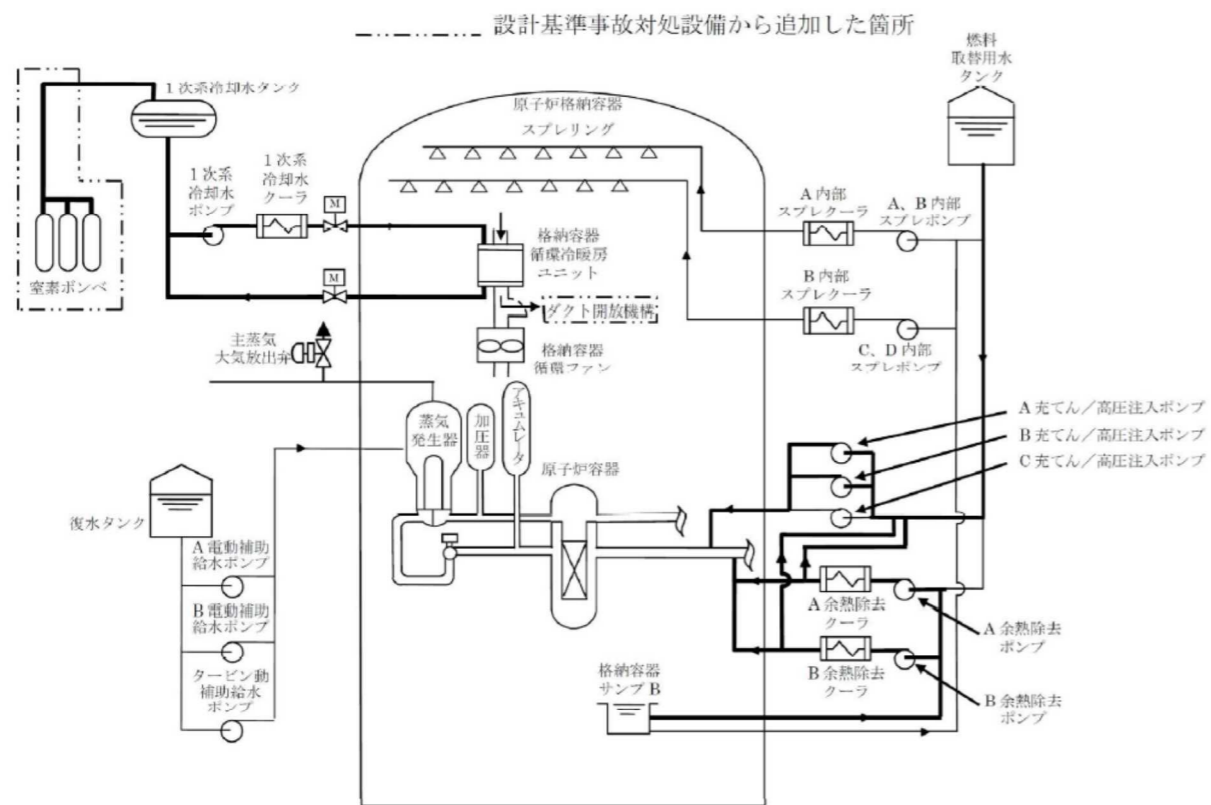 設計基準事故対処設備から追加した箇所
燃料
取替用水
タンク
1次系冷却水タンク
原子炉格納容器
スプレリング
1次系
冷却水
ポンプ
1次系
冷却水
クーラ
M
M
窒素ボンベ
格納容器
循環冷暖房
ユニット
ダクト開放機構
格納容器
循環ファン
A内部
スプレクーラ
A、B内部
スプレポンプ
B内部
スプレクーラ
C、D内部
スプレポンプ
主蒸気
大気放出弁
蒸気
発生器
加圧器
アキュムレータ
原子炉容器
A充てん/高圧注入ポンプ
B充てん/高圧注入ポンプ
C充てん/高圧注入ポンプ
復水タンク
A電動補助
給水ポンプ
B電動補助
給水ポンプ
タービン動
補助給水
ポンプ
A余熱除去
クーラ
A余熱除去
ポンプ
B余熱除去
クーラ
B余熱除去
ポンプ
格納容器
サンプB